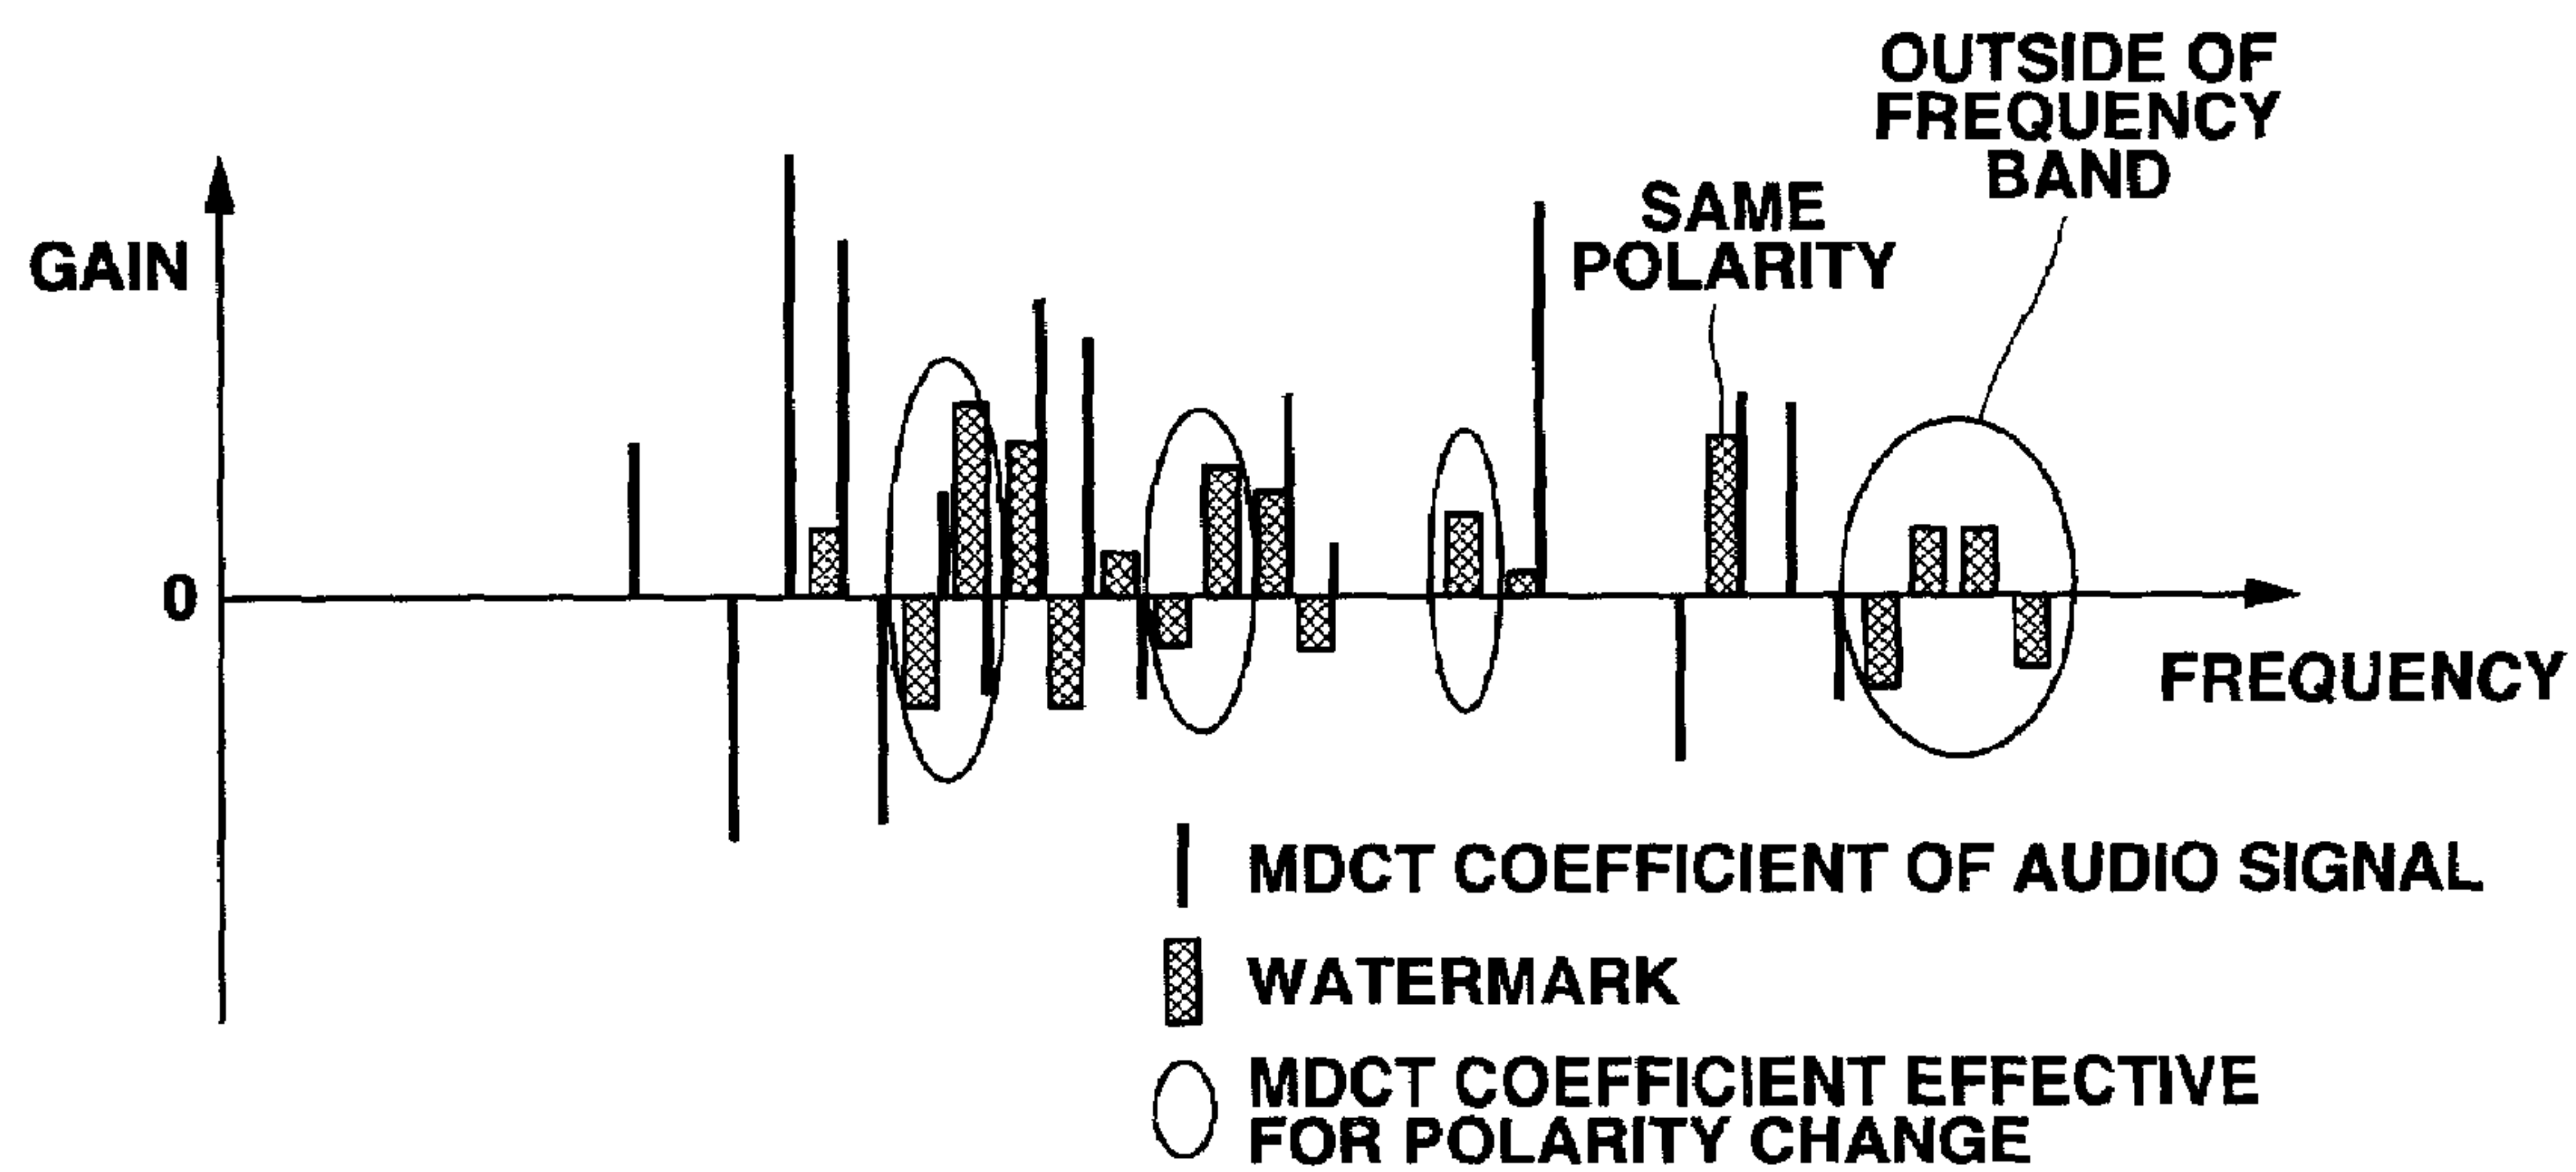 OUTSIDE OF
FREQUENCY
BAND
SAME
POLARITY
GAIN
0
FREQUENCY
MDCT COEFFICIENT OF AUDIO SIGNAL
WATERMARK
MDCT COEFFICIENT EFFECTIVE
FOR POLARITY CHANGE